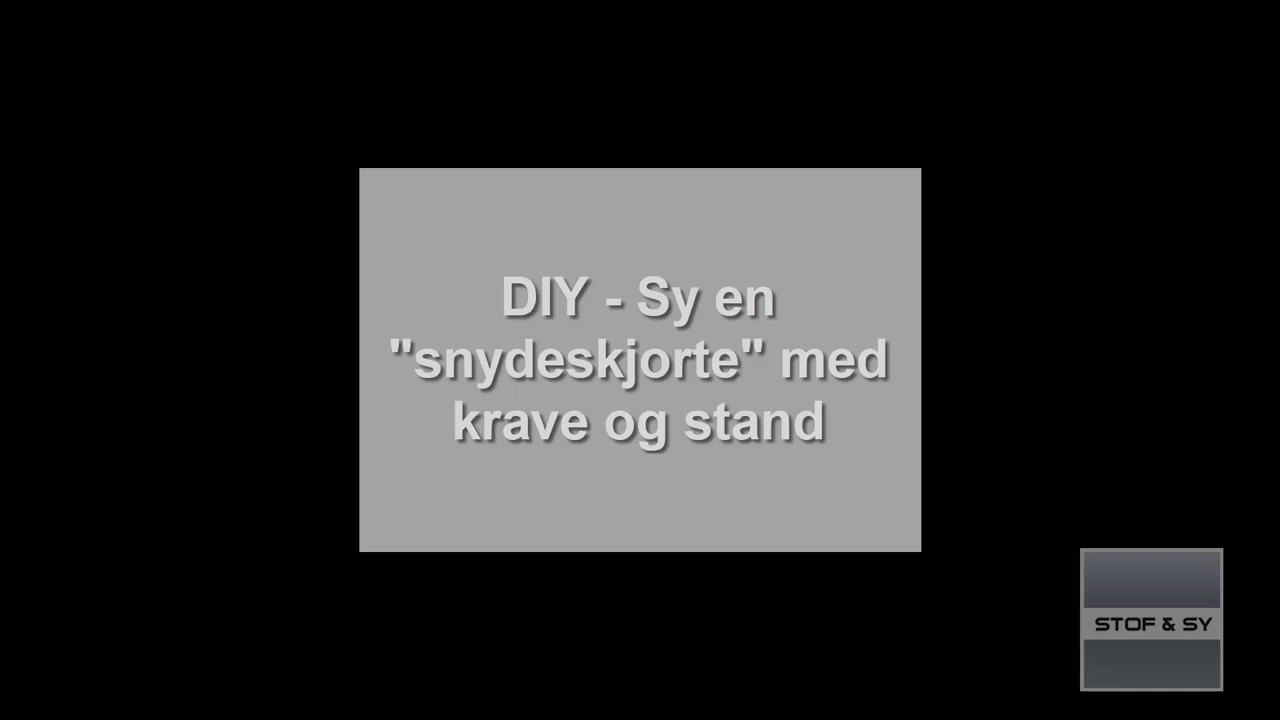 DIY - Sy en
"snydeskjorte" med
krave og stand
STOF & SY